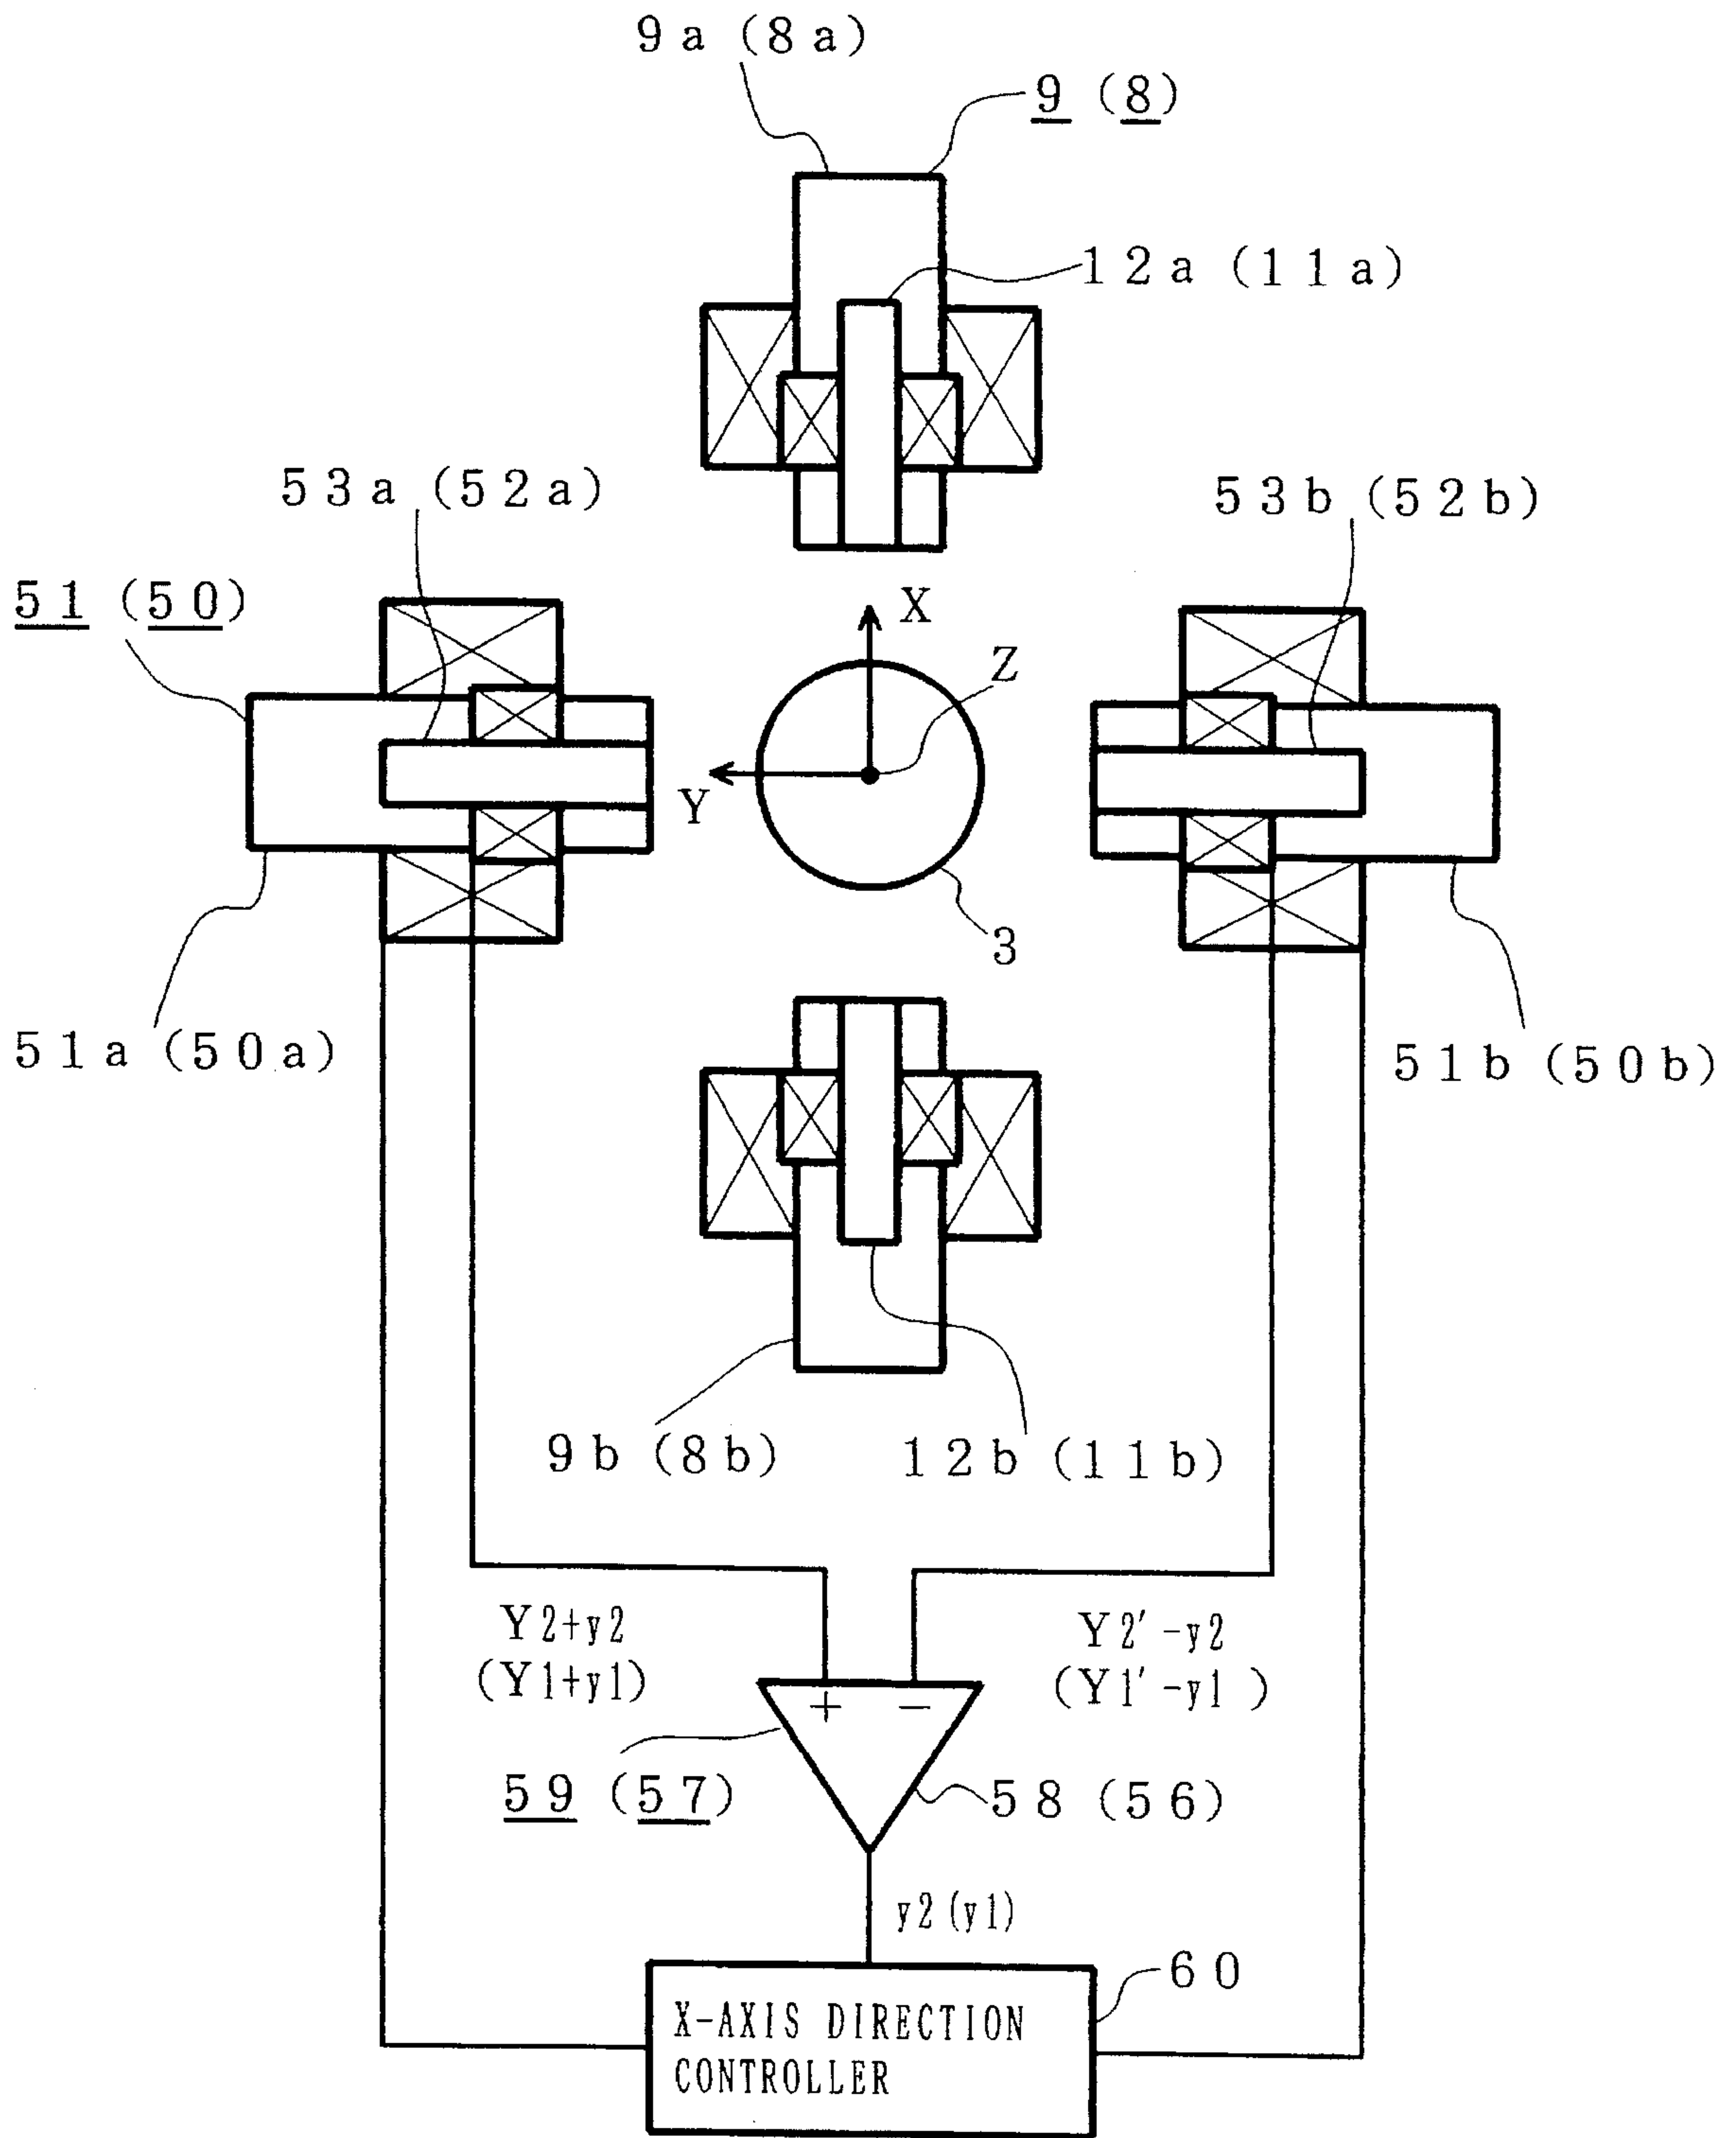 9a (8a)
9 (8)
12a (11a)
53a (52a)
53b (52b)
51 (50)
X
Z
Y
3
51a (50a)
51b (50b)
9b (8b)
12b (11b)
Y2+y2
(Y1+y1)
Y2'-y2
(Y1'-y1)
+ −
59 (57)
58 (56)
y2 (y1)
60
X-AXIS DIRECTION
CONTROLLER